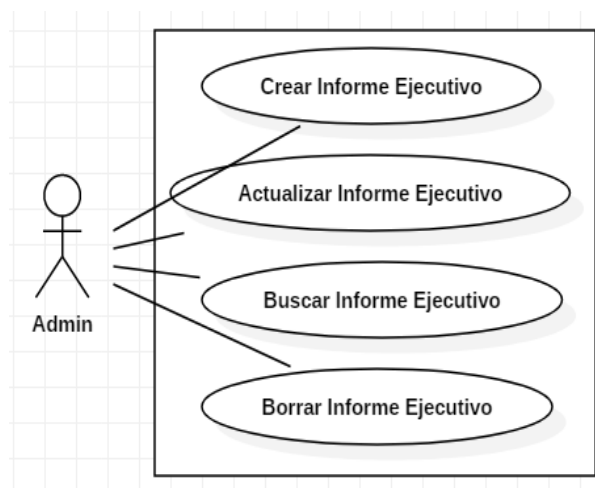 Crear Informe Ejecutivo
Actualizar Informe Ejecutivo
Buscar Informe Ejecutivo
Admin
Borrar Informe Ejecutivo